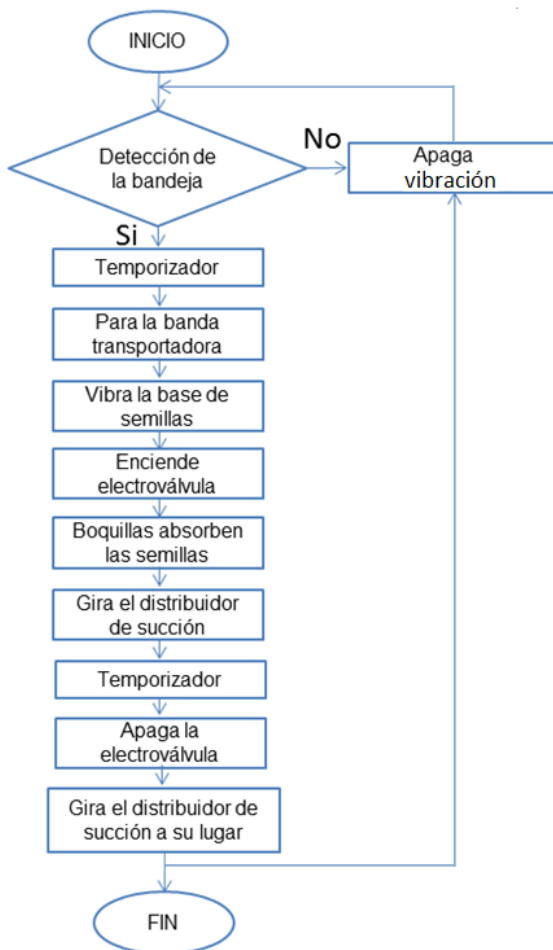 INICIO
Detección de
la bandeja
No
Apaga
vibración
Si
Temporizador
Para la banda
transportadora
Vibra la base de
semillas
Enciende
electroválvula
Boquillas absorben
las semillas
Gira el distribuidor
de succión
Temporizador
Apaga la
electroválvula
Gira el distribuidor de
succión a su lugar
FIN